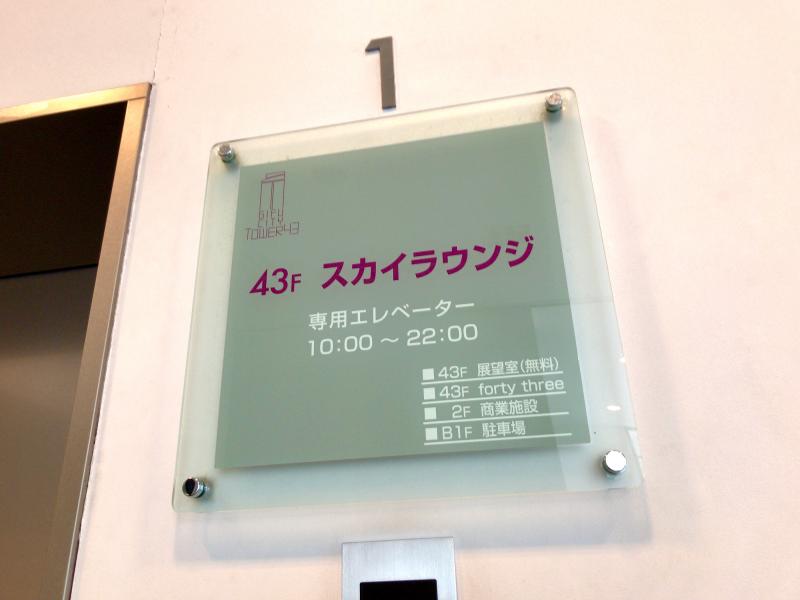 1
GIFU
CITY
TOWER43
43F スカイラウンジ
専用エレベーター
10:00 ～ 22:00
■ 43F 展望室(無料)
■ 43F forty three
■ 2F 商業施設
■ B1F 駐車場